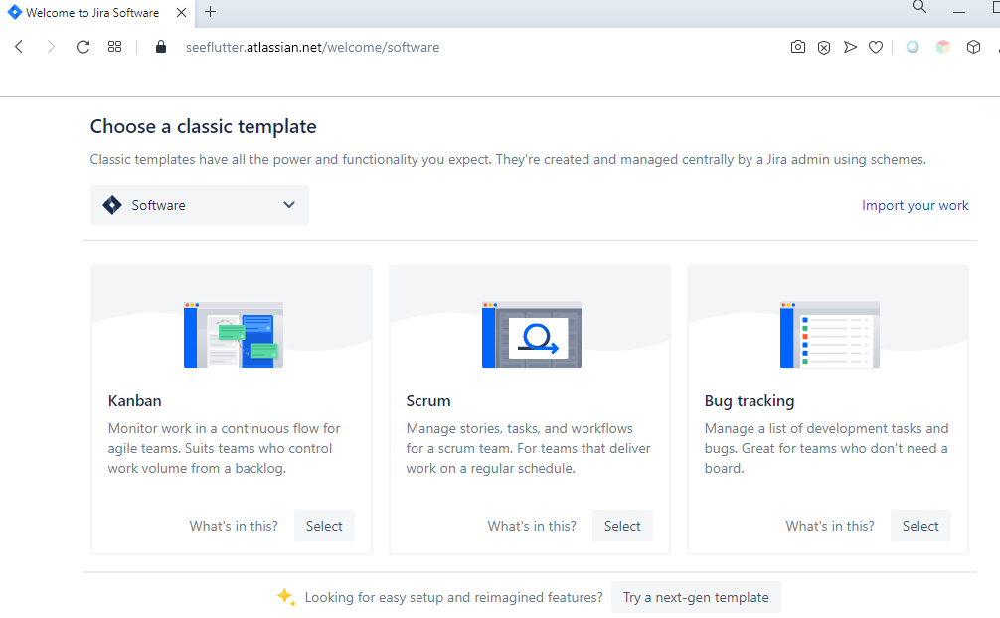 Welcome to Jira Software
seeflutter.atlassian.net/welcome/software
Choose a classic template
Classic templates have all the power and functionality you expect. They're created and managed centrally by a Jira admin using schemes.
Software
Import your work
Kanban
Monitor work in a continuous flow for
agile teams. Suits teams who control
work volume from a backlog.
What's in this?
Select
Scrum
Manage stories, tasks, and workflows
for a scrum team. For teams that deliver
work on a regular schedule.
What's in this?
Select
Bug tracking
Manage a list of development tasks and
bugs. Great for teams who don't need a
board.
What's in this?
Select
Looking for easy setup and reimagined features?
Try a next-gen template